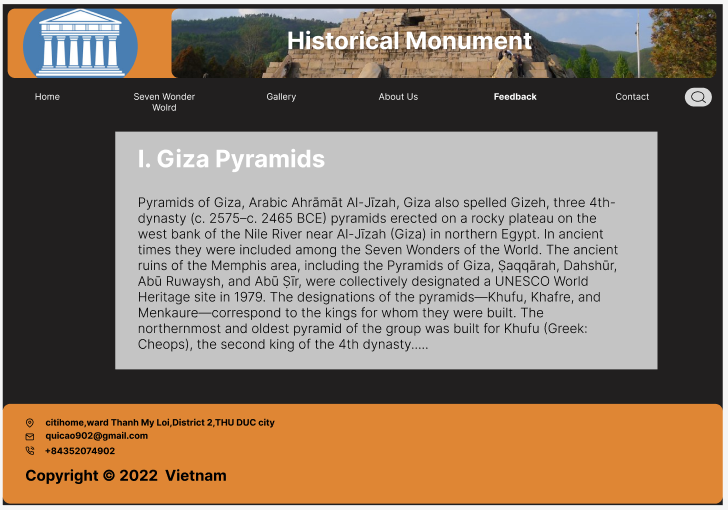 Historical Monument
Home
Seven Wonder
Wolrd
Gallery
About Us
Feedback
Contact
I. Giza Pyramids
Pyramids of Giza, Arabic Ahrāmāt Al-Jīzah, Giza also spelled Gizeh, three 4th-
dynasty (c. 2575–c. 2465 BCE) pyramids erected on a rocky plateau on the
west bank of the Nile River near Al-Jīzah (Giza) in northern Egypt. In ancient
times they were included among the Seven Wonders of the World. The ancient
ruins of the Memphis area, including the Pyramids of Giza, Ṣaqqārah, Dahshūr,
Abū Ruwaysh, and Abū Ṣīr, were collectively designated a UNESCO World
Heritage site in 1979. The designations of the pyramids—Khufu, Khafre, and
Menkaure—correspond to the kings for whom they were built. The
northernmost and oldest pyramid of the group was built for Khufu (Greek:
Cheops), the second king of the 4th dynasty.....
citihome,ward Thanh My Loi,District 2,THU DUC city
quicao902@gmail.com
+84352074902
Copyright © 2022 Vietnam